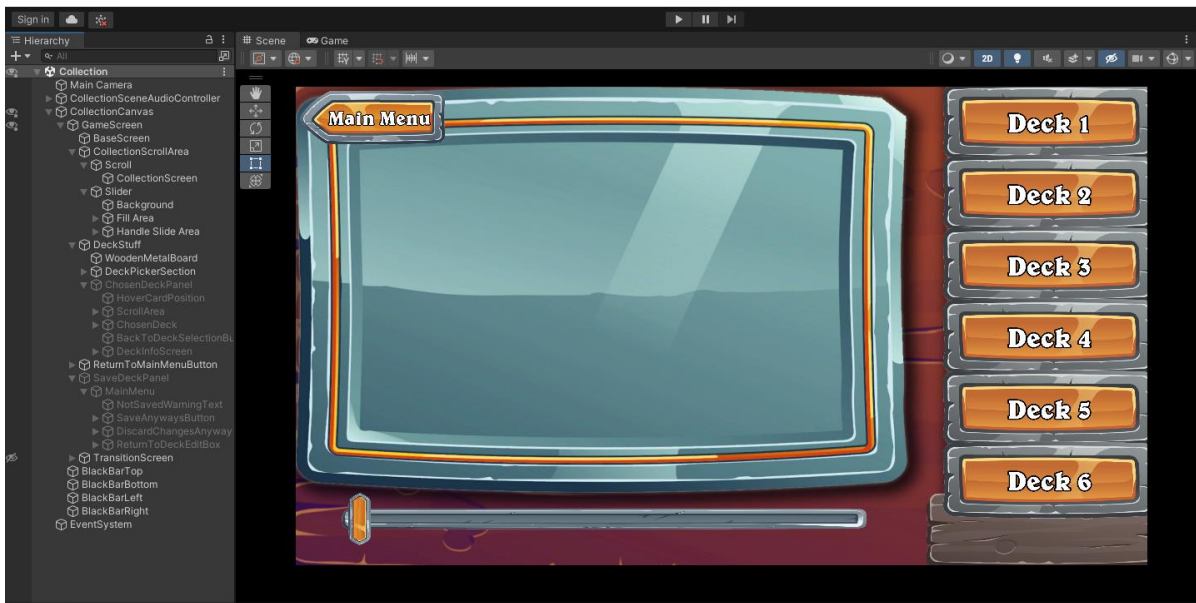 Sign in
Hierarchy
All
Collection
Main Camera
CollectionSceneAudioController
CollectionCanvas
GameScreen
BaseScreen
CollectionScrollArea
Scroll
CollectionScreen
Slider
Background
Fill Area
Handle Slide Area
DeckStuff
WoodenMetalBoard
DeckPickerSection
ChosenDeckPanel
HoverCardPosition
ScrollArea
ChosenDeck
BackToDeckSelectionBu
DeckInfoScreen
ReturnToMainMenuButton
SaveDeckPanel
MainMenu
NotSavedWarningText
SaveAnywaysButton
DiscardChangesAnyway
ReturnToDeckEditBox
TransitionScreen
BlackBarTop
BlackBarBottom
BlackBarLeft
BlackBarRight
EventSystem
Scene
Game
2D
Main Menu
Deck 1
Deck 2
Deck 3
Deck 4
Deck 5
Deck 6